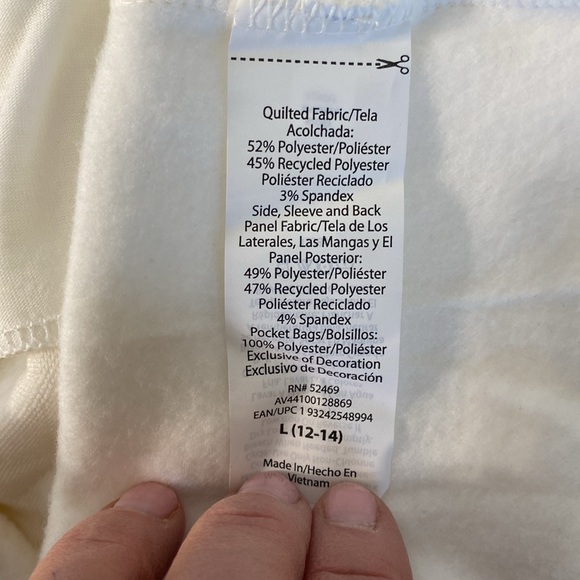 Quilted Fabric/Tela
Acolchada:
52% Polyester/Poliéster
45% Recycled Polyester
Poliéster Reciclado
3% Spandex
Side, Sleeve and Back
Panel Fabric/Tela de Los
Laterales, Las Mangas y El
Panel Posterior:
49% Polyester/Poliéster
47% Recycled Polyester
Poliéster Reciclado
4% Spandex
Pocket Bags/Bolsillos:
100% Polyester/Poliéster
Exclusive of Decoration
Exclusivo de Decoración
RN# 52469
AV44100128869
EAN/UPC 1 93242548994
L (12-14)
Made In/Hecho En
Vietnam